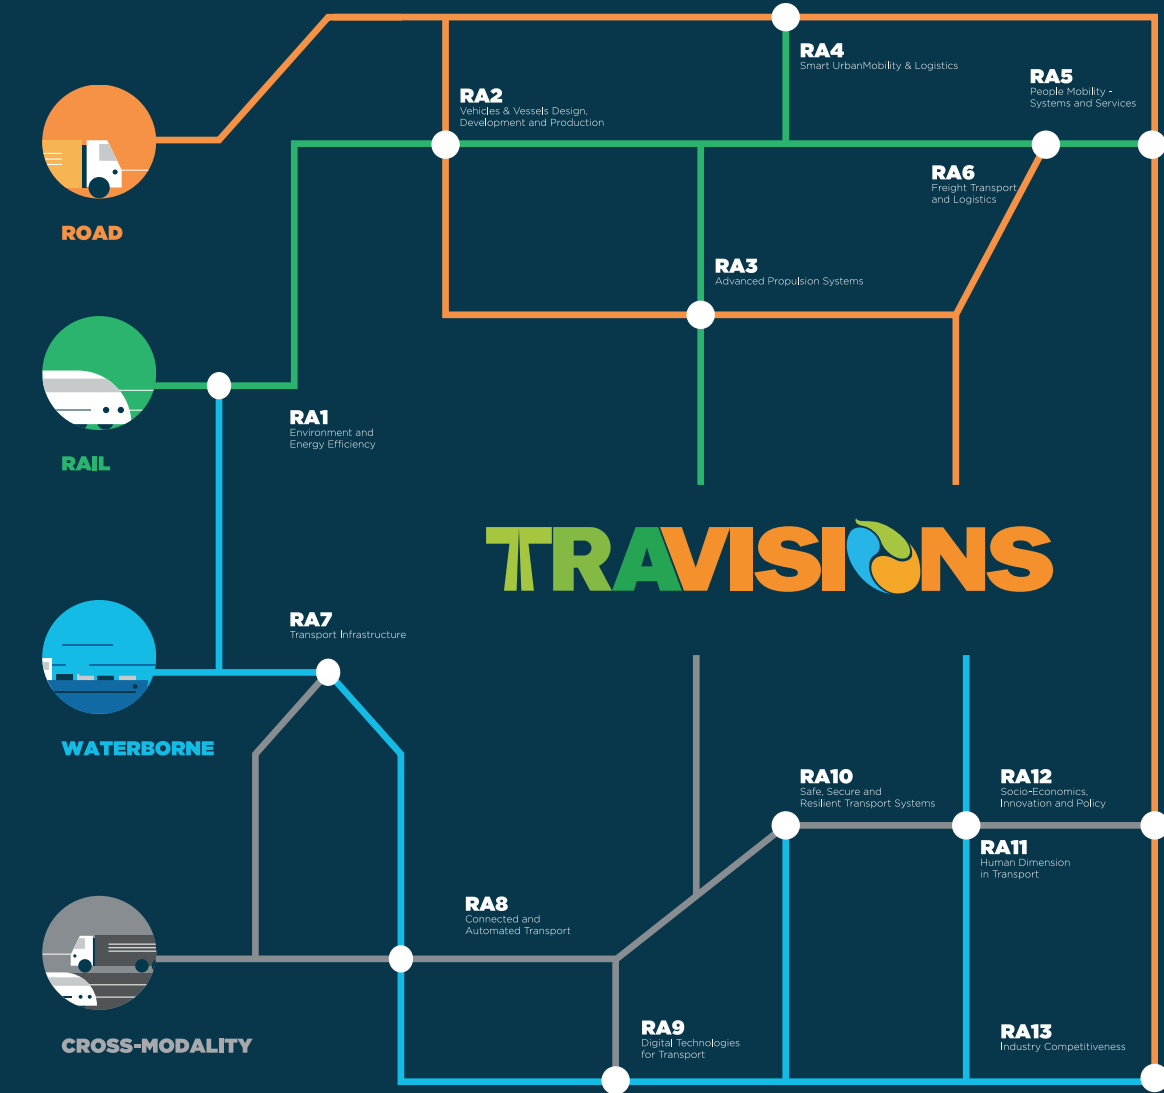 RA4
Smart UrbanMobility & Logistics
RA5
People Mobility -
Systems and Services
RA2
Vehicles & Vessels Design,
Development and Production
RA6
Freight Transport
and Logistics
ROAD
RA3
Advanced Propulsion Systems
RA1
Environment and
Energy Efficiency
RAIL
TRAVISIONS
RA7
Transport Infrastructure
WATERBORNE
RA10
Safe, Secure and
Resilient Transport Systems
RA12
Socio-Economics,
Innovation and Policy
RA11
Human Dimension
in Transport
RA8
Connected and
Automated Transport
RA9
Digital Technologies
for Transport
RA13
Industry Competitiveness
CROSS-MODALITY